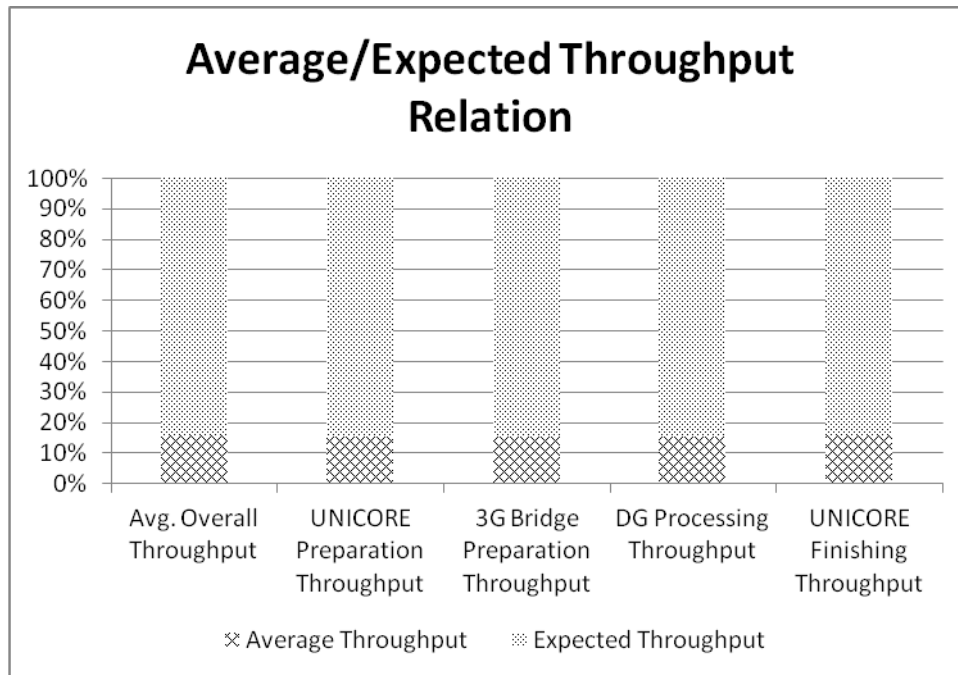 Average/Expected Throughput
Relation
100%
90%
80%
70%
60%
50%
40%
30%
20%
10%
0%
Avg. Overall
Throughput
UNICORE
Preparation
Throughput
3G Bridge
Preparation
Throughput
DG Processing
Throughput
UNICORE
Finishing
Throughput
Average Throughput
Expected Throughput